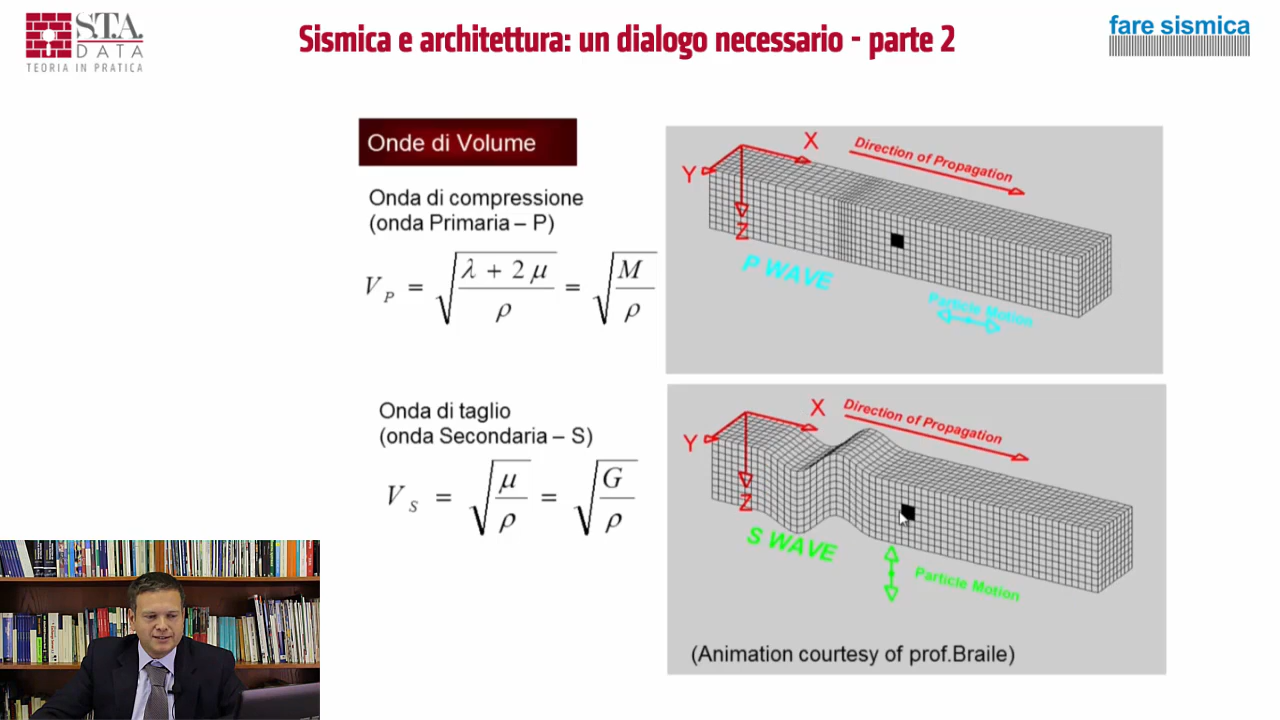 S.T.A.
DATA
TEORIA IN PRATICA
Sismica e architettura: un dialogo necessario - parte 2
fare sismica
Onde di Volume
Onda di compressione
(onda Primaria – P)
V_P = √((λ + 2μ)/ρ) = √(M/ρ)
X
Y
Z
Direction of Propagation
P WAVE
Particle Motion
Onda di taglio
(onda Secondaria – S)
V_S = √(μ/ρ) = √(G/ρ)
X
Y
Z
Direction of Propagation
S WAVE
Particle Motion
(Animation courtesy of prof.Braile)